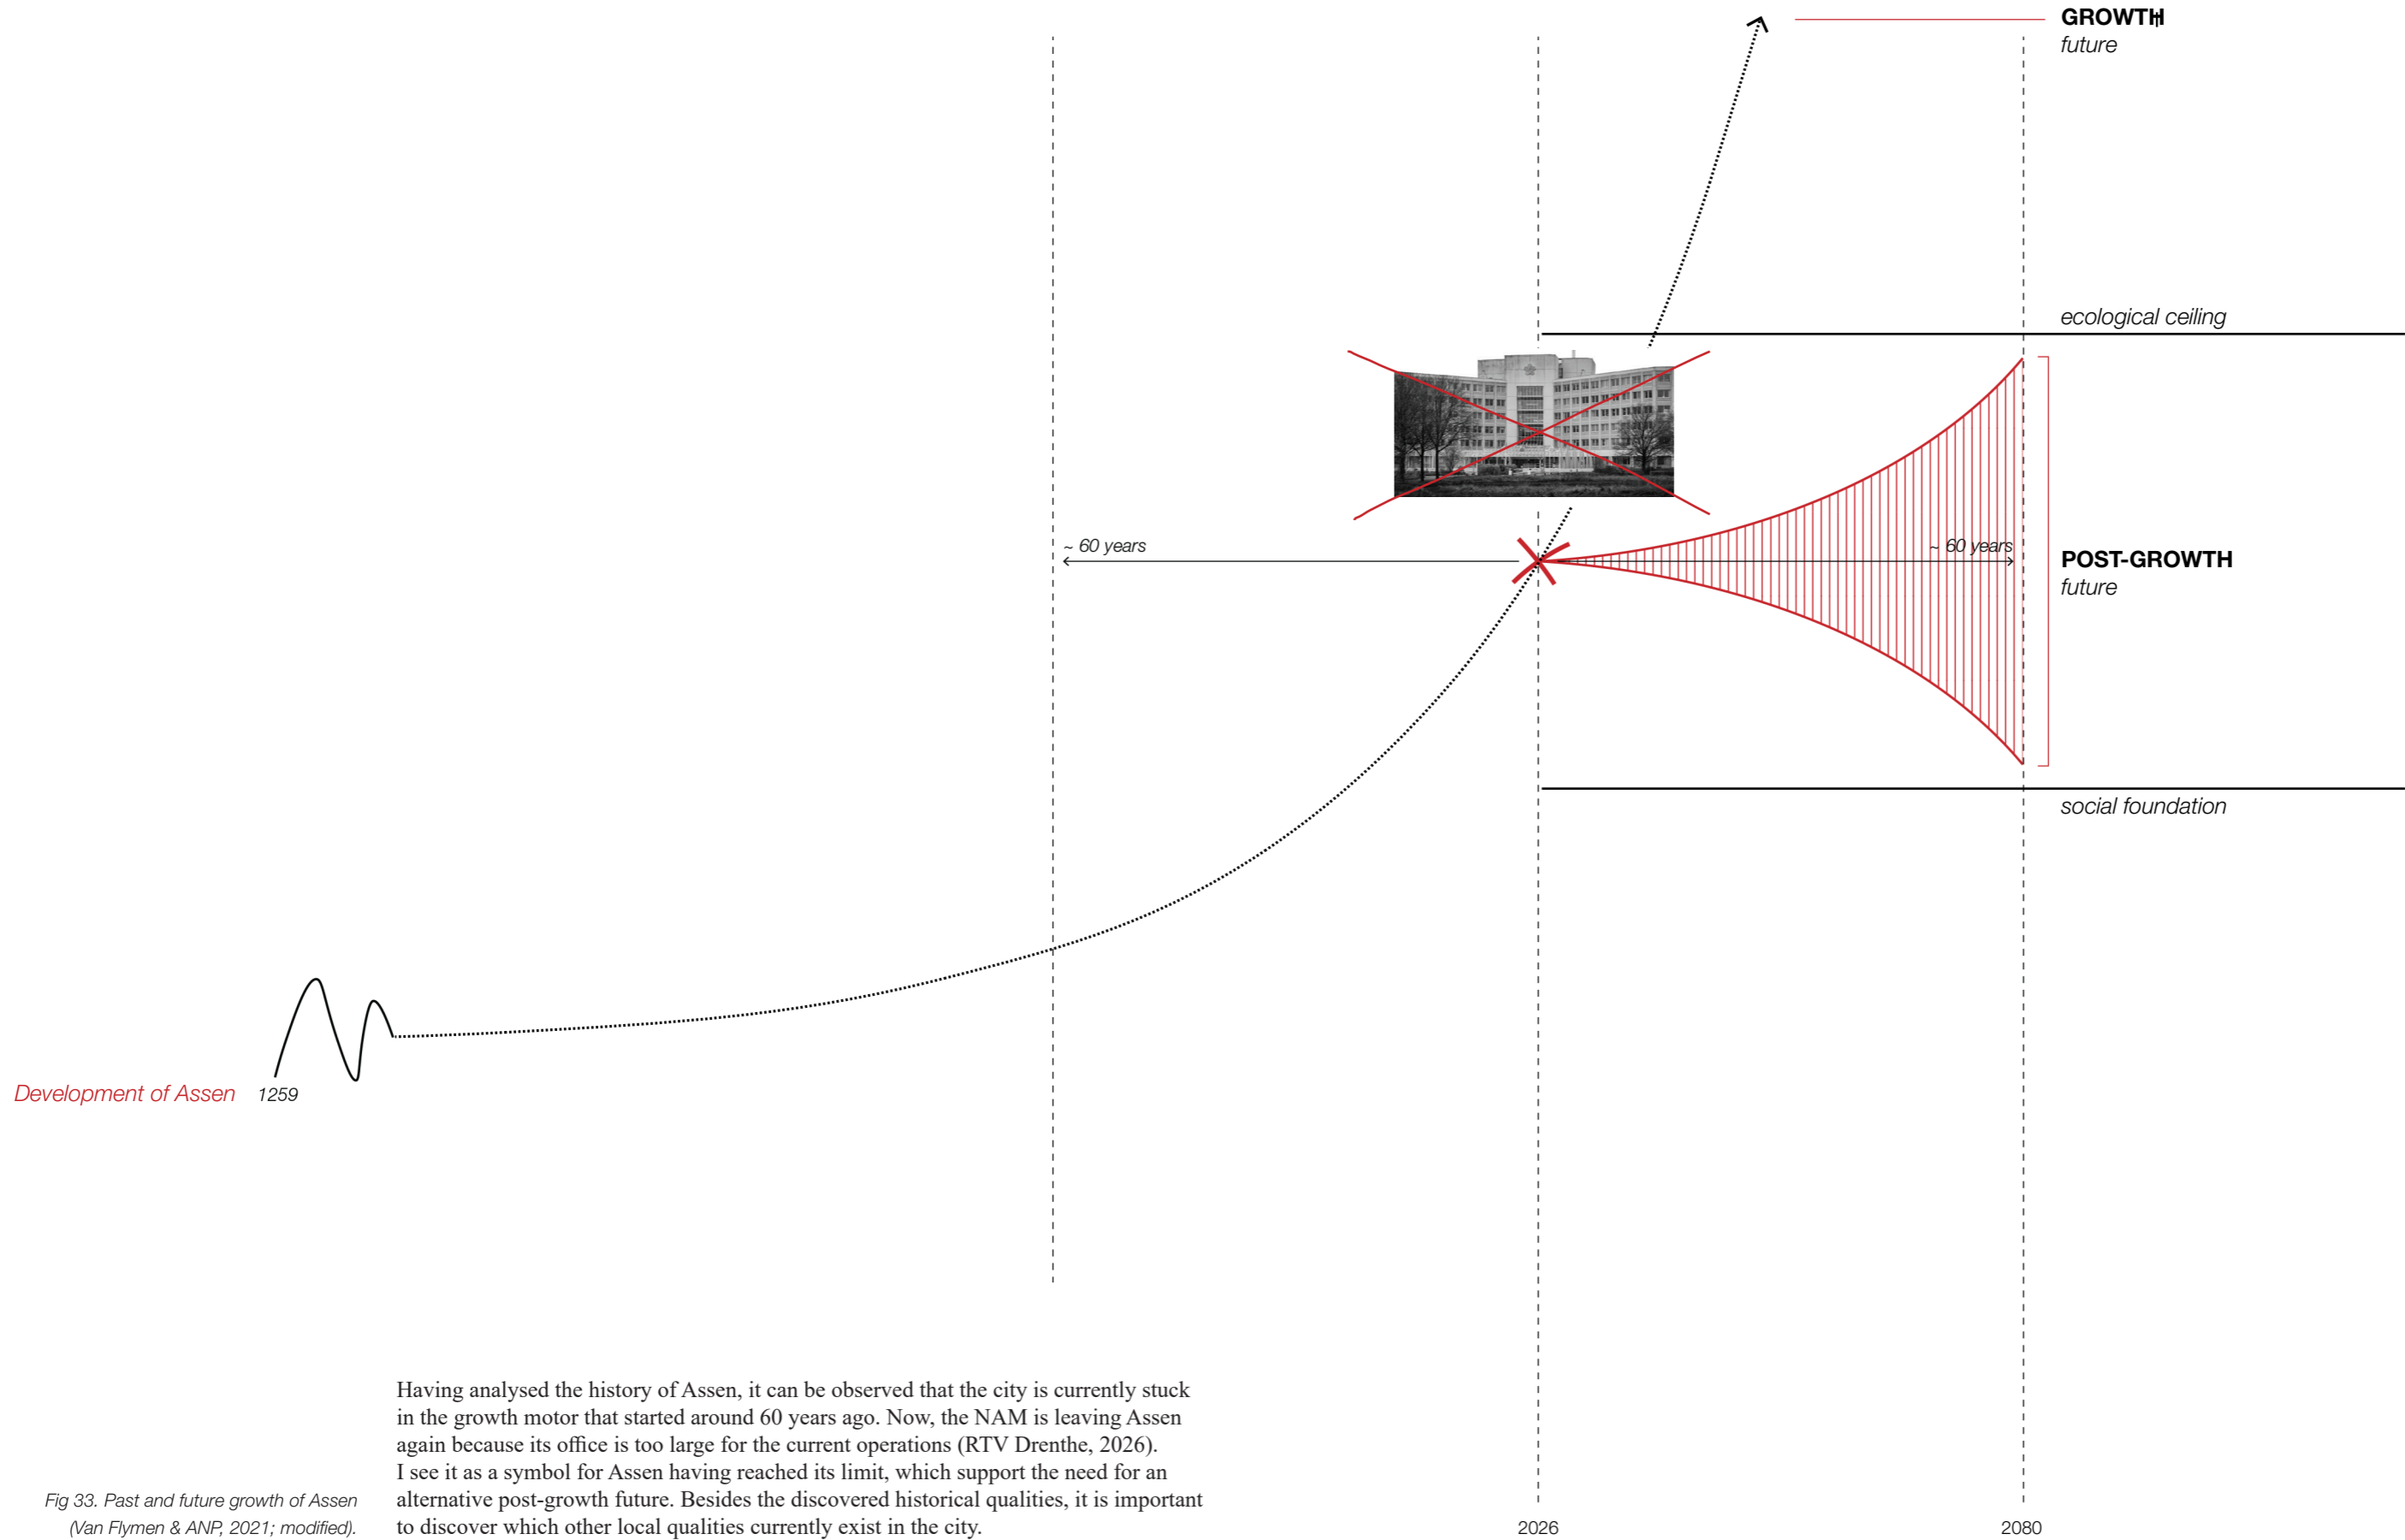 GROWTH
future
ecological ceiling
~ 60 years
~ 60 years
POST-GROWTH
future
social foundation
Development of Assen 1259
Having analysed the history of Assen, it can be observed that the city is currently stuck
in the growth motor that started around 60 years ago. Now, the NAM is leaving Assen
again because its office is too large for the current operations (RTV Drenthe, 2026).
I see it as a symbol for Assen having reached its limit, which support the need for an
alternative post-growth future. Besides the discovered historical qualities, it is important
to discover which other local qualities currently exist in the city.
Fig 33. Past and future growth of Assen
(Van Flymen & ANP, 2021; modified).
2026
2080